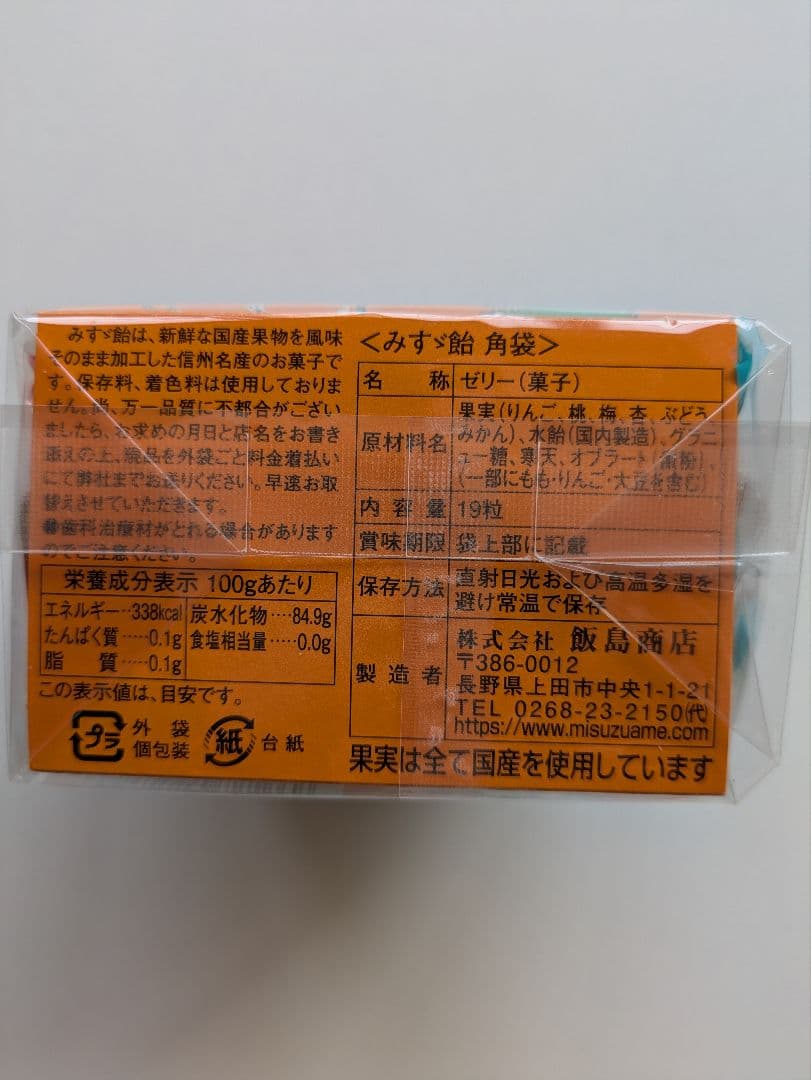 みすゞ飴は、新鮮な国産果物を風味
そのまま加工した信州名産のお菓子で
す。保存料、着色料は使用しておりま
せん。尚、万一品質に不都合がござい
ましたら、お求めの月日と店名をお書き
添えの上、現品を外袋ごと料金着払い
にて弊社までお送りください。早速お取
替えさせていただきます。
●歯科治療材がとれる場合があります
のでご注意ください。
栄養成分表示 100gあたり
エネルギー…338kcal 炭水化物……84.9g
たんぱく質……0.1g 食塩相当量……0.0g
脂 質……0.1g
この表示値は、目安です。
プラ 外 袋
個包装
紙 台紙
<みすゞ飴 角袋>
名 称 ゼリー(菓子)
原材料名 果実(りんご、桃、梅、杏、ぶどう、
みかん)、水飴(国内製造)、グラニ
ュー糖、寒天、オブラート(澱粉)、
(一部にもも・りんご・大豆を含む)
内 容 量 19粒
賞味期限 袋上部に記載
保存方法 直射日光および高温多湿を
避け常温で保存
製 造 者 株式会社 飯島商店
〒386-0012
長野県上田市中央1-1-21
TEL 0268-23-2150(代)
https://www.misuzuame.com
果実は全て国産を使用しています